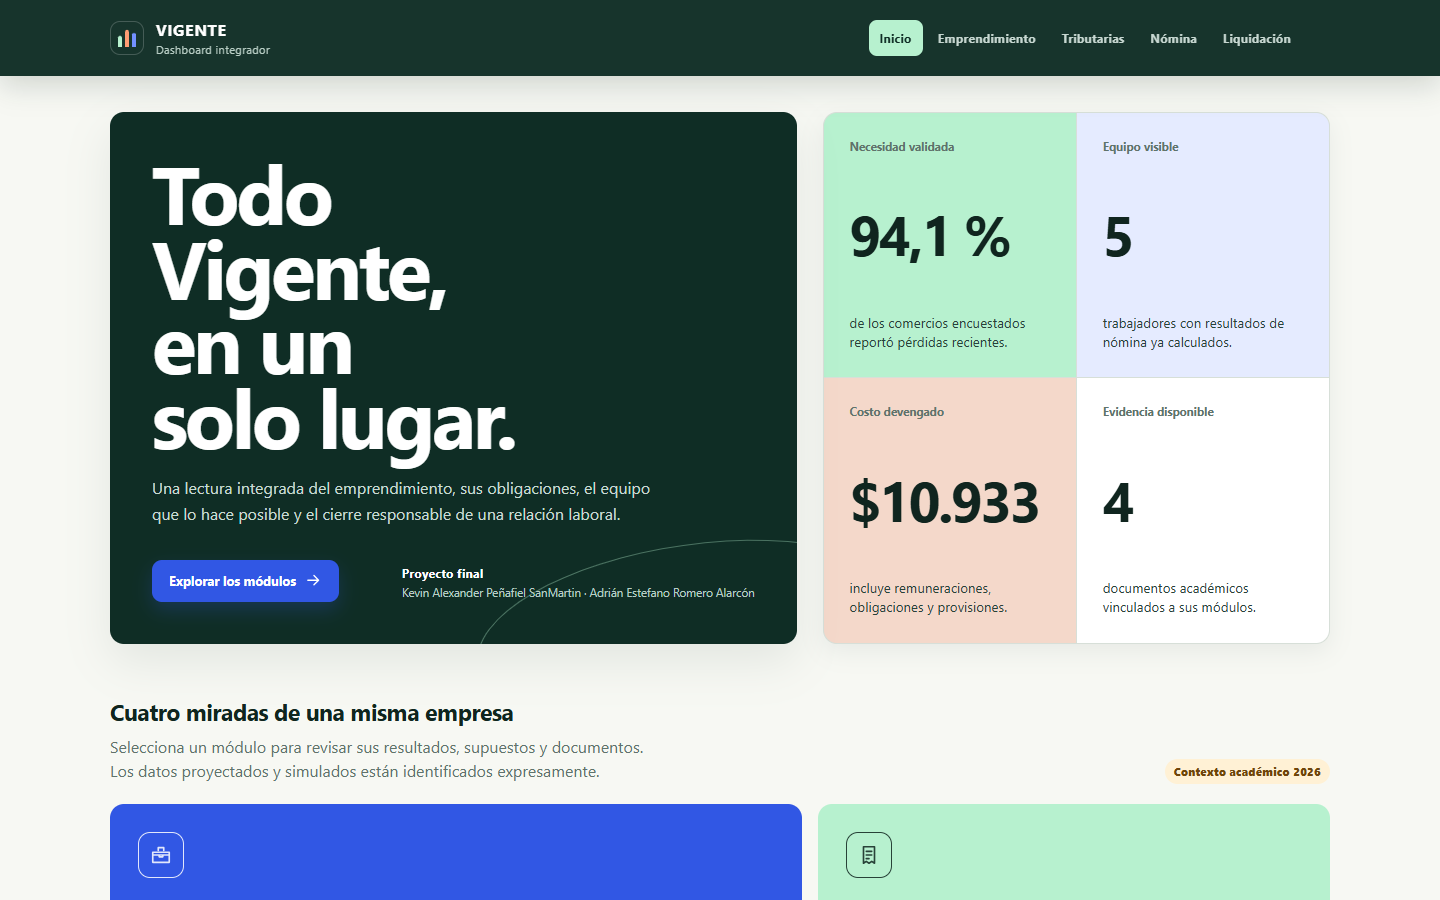 VIGENTE
Dashboard integrador
Inicio
Emprendimiento
Tributarias
Nómina
Liquidación
Todo
Vigente,
en un
solo lugar.
Una lectura integrada del emprendimiento, sus obligaciones, el equipo
que lo hace posible y el cierre responsable de una relación laboral.
Explorar los módulos
Proyecto final
Kevin Alexander Peñafiel SanMartin · Adrián Estefano Romero Alarcón
Necesidad validada
94,1 %
de los comercios encuestados
reportó pérdidas recientes.
Equipo visible
5
trabajadores con resultados de
nómina ya calculados.
Costo devengado
$10.933
incluye remuneraciones,
obligaciones y provisiones.
Evidencia disponible
4
documentos académicos
vinculados a sus módulos.
Cuatro miradas de una misma empresa
Selecciona un módulo para revisar sus resultados, supuestos y documentos.
Los datos proyectados y simulados están identificados expresamente.
Contexto académico 2026